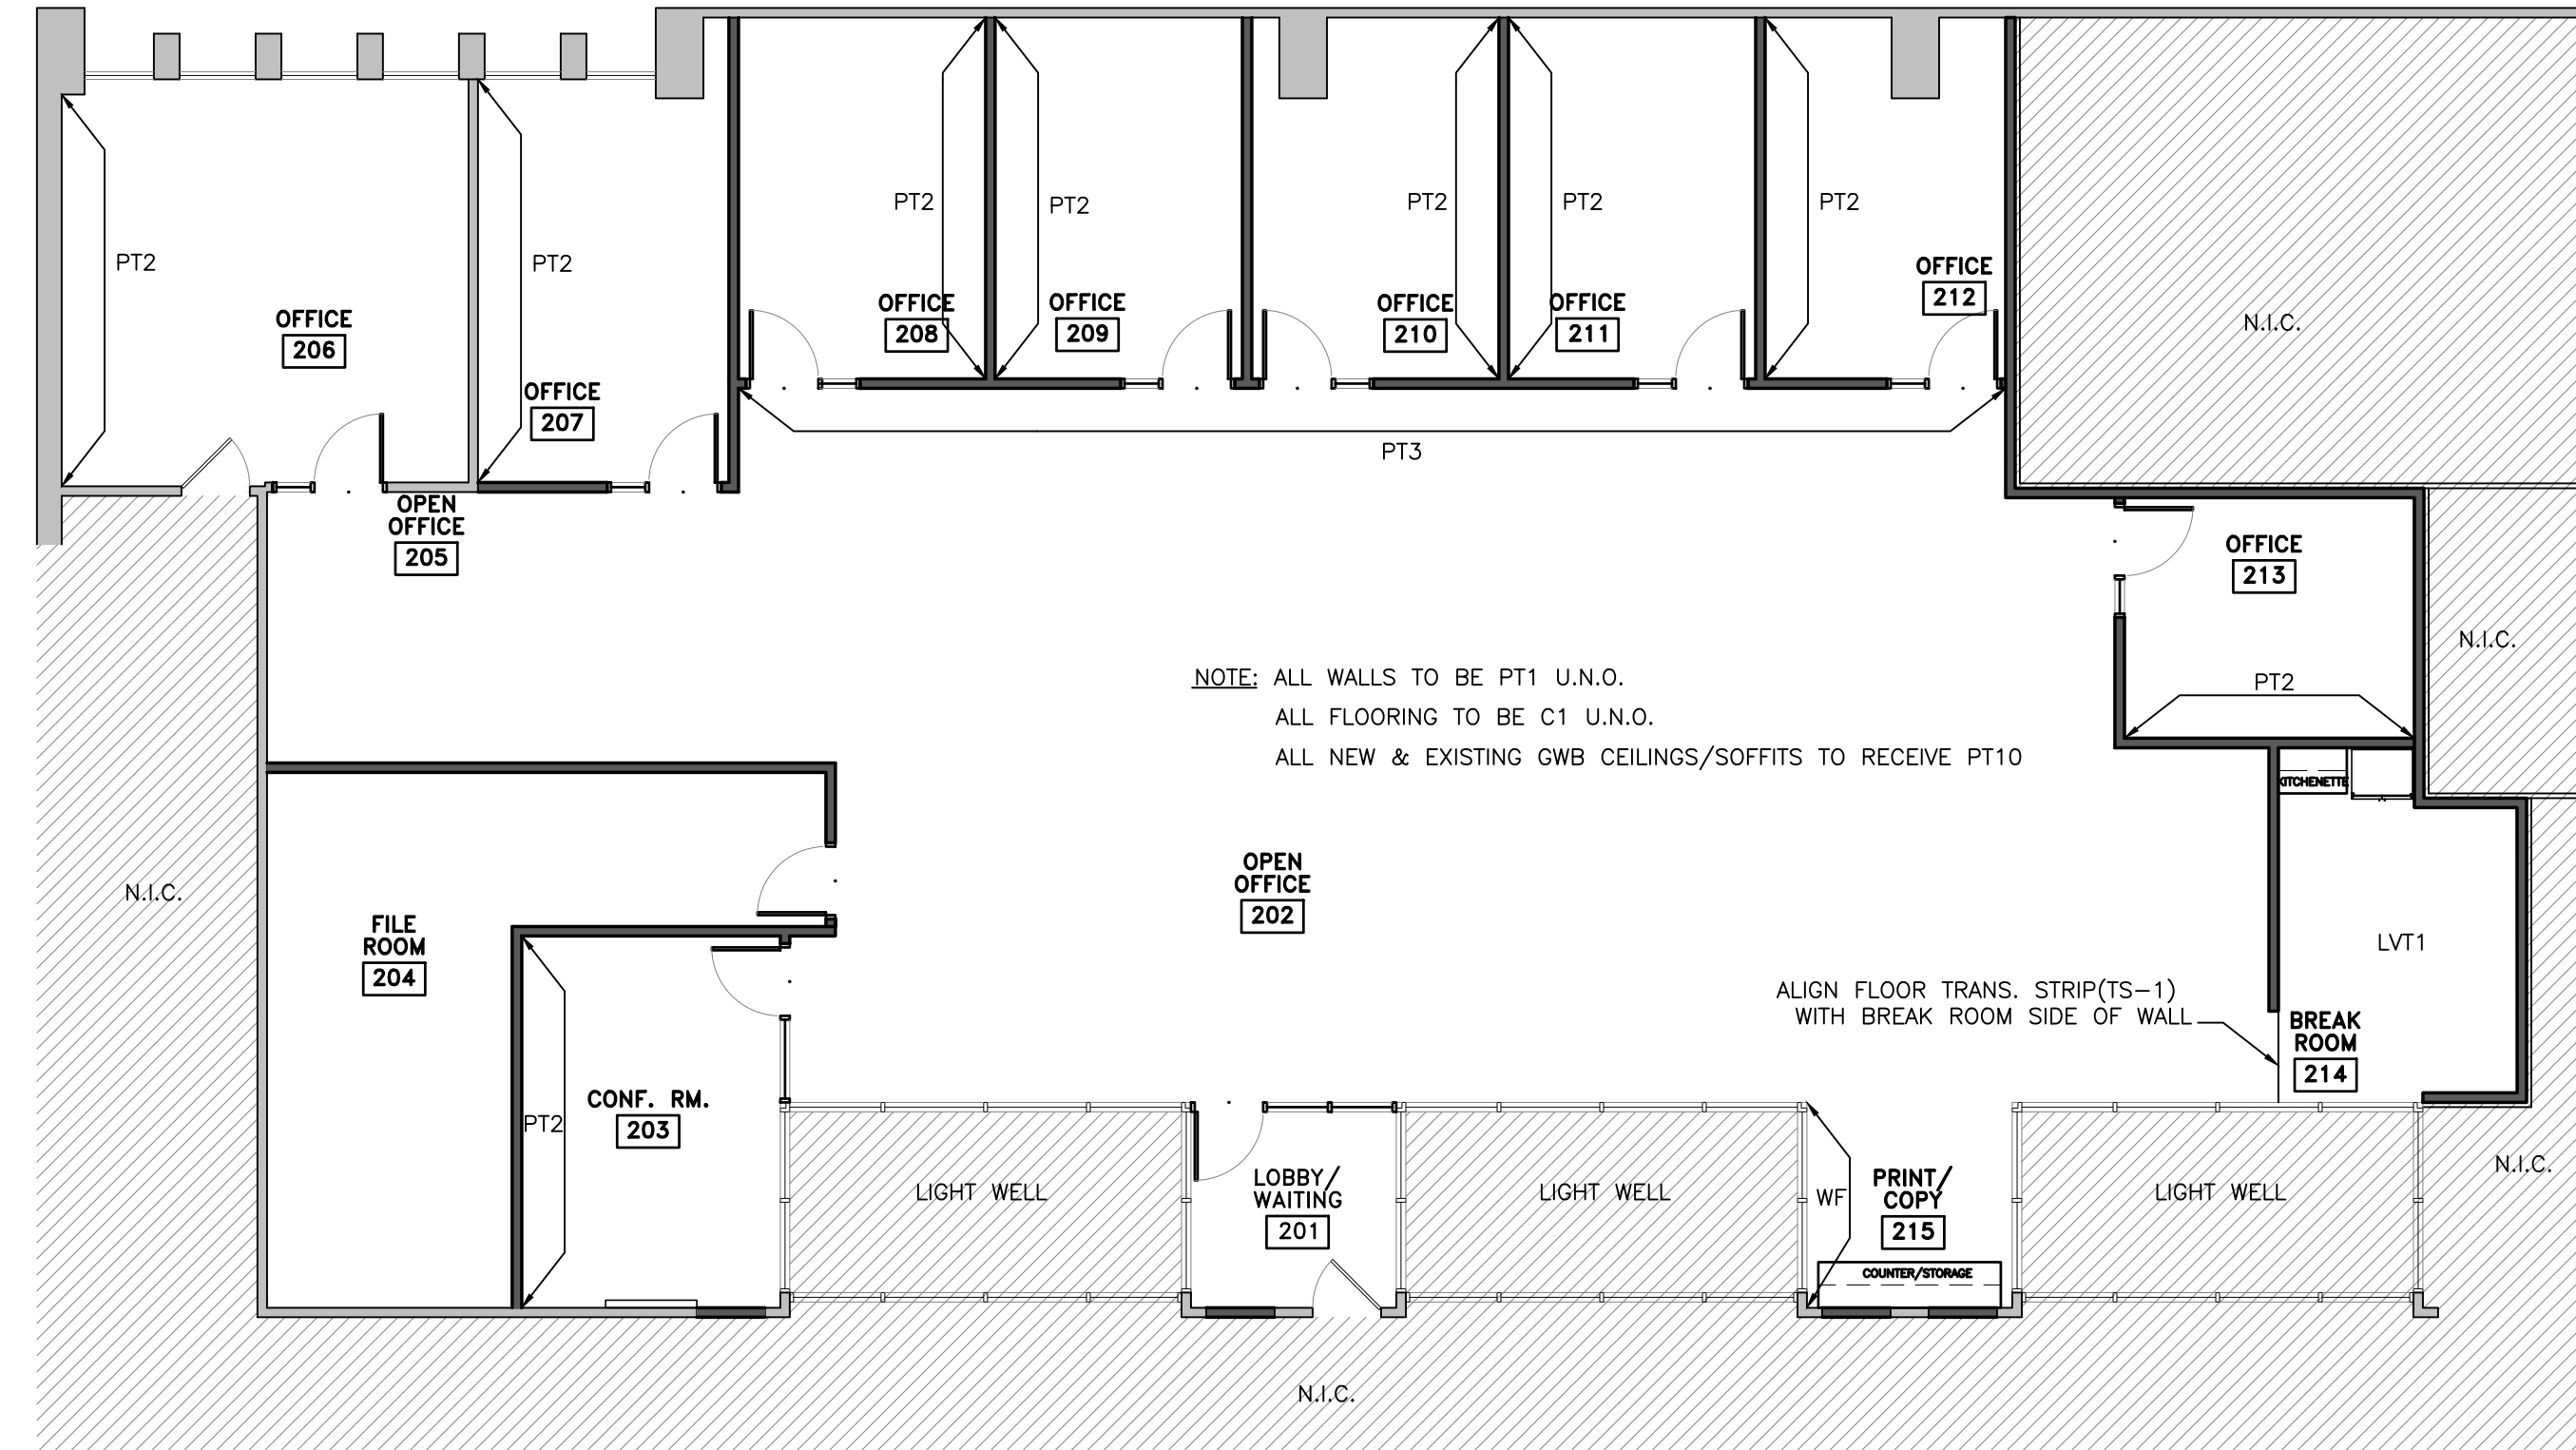 PT2
PT2
PT2
PT2
PT2
PT2
PT2
OFFICE
206
OFFICE
207
OFFICE
208
OFFICE
209
OFFICE
210
OFFICE
211
OFFICE
212
N.I.C.
PT3
OPEN
OFFICE
205
OFFICE
213
N.I.C.
PT2
NOTE: ALL WALLS TO BE PT1 U.N.O.
ALL FLOORING TO BE C1 U.N.O.
ALL NEW & EXISTING GWB CEILINGS/SOFFITS TO RECEIVE PT10
KITCHENETTE
N.I.C.
FILE
ROOM
204
OPEN
OFFICE
202
LVT1
ALIGN FLOOR TRANS. STRIP(TS-1)
WITH BREAK ROOM SIDE OF WALL
BREAK
ROOM
214
CONF. RM.
203
PT2
LIGHT WELL
LOBBY/
WAITING
201
LIGHT WELL
WF
PRINT/
COPY
215
COUNTER/STORAGE
LIGHT WELL
N.I.C.
N.I.C.